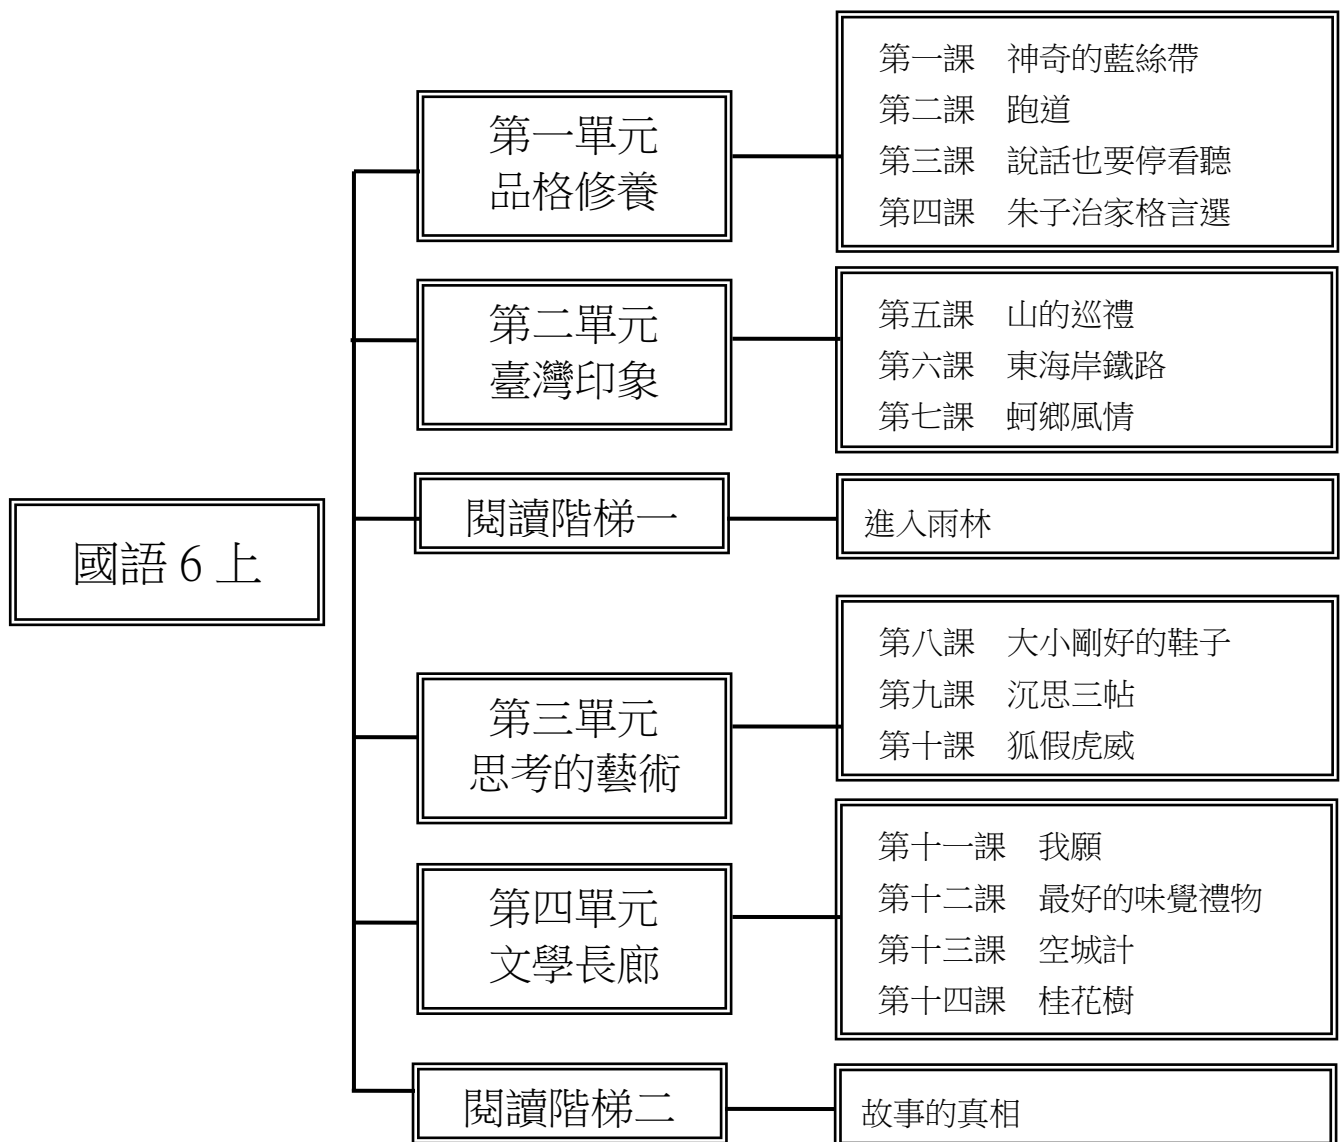 國語 6 上
第一單元
品格修養
第一課　神奇的藍絲帶
第二課　跑道
第三課　說話也要停看聽
第四課　朱子治家格言選
第二單元
臺灣印象
第五課　山的巡禮
第六課　東海岸鐵路
第七課　蚵鄉風情
閱讀階梯一
進入雨林
第三單元
思考的藝術
第八課　大小剛好的鞋子
第九課　沉思三帖
第十課　狐假虎威
第四單元
文學長廊
第十一課　我願
第十二課　最好的味覺禮物
第十三課　空城計
第十四課　桂花樹
閱讀階梯二
故事的真相